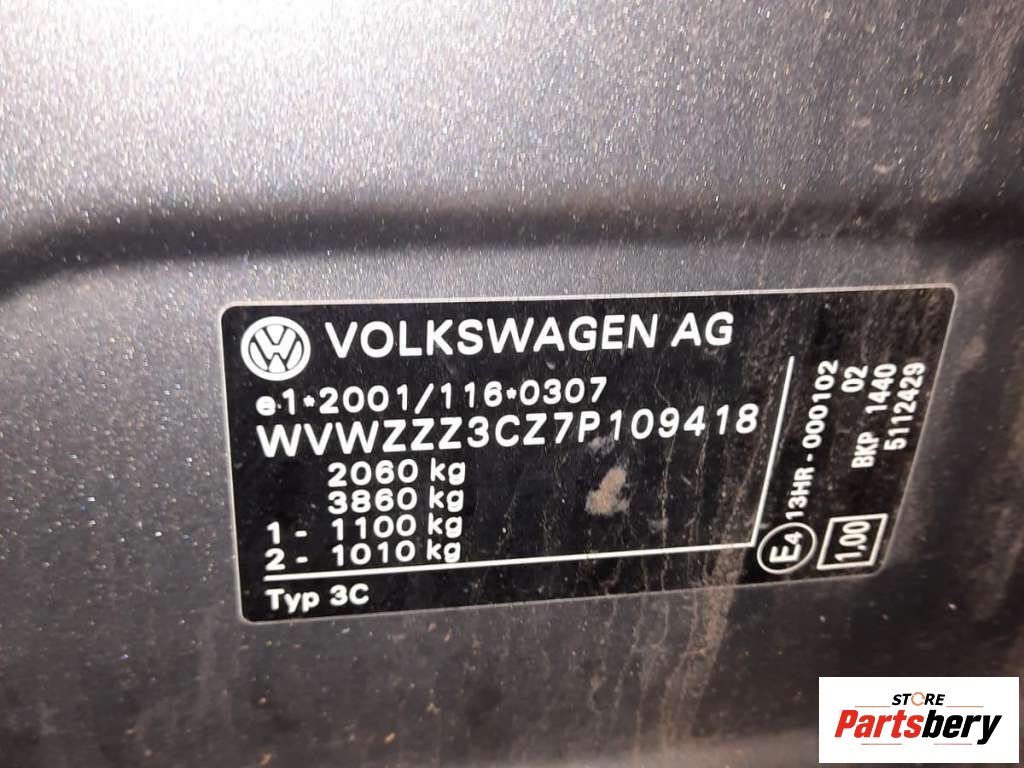 VOLKSWAGEN AG
e1*2001/116*0307
WVWZZZ3CZ7P109418
2060 kg
3860 kg
1 - 1100 kg
2 - 1010 kg
Typ 3C
E4 13HR - 000102
02
BKP 1440
5112429
1,00
STORE
Partsbery